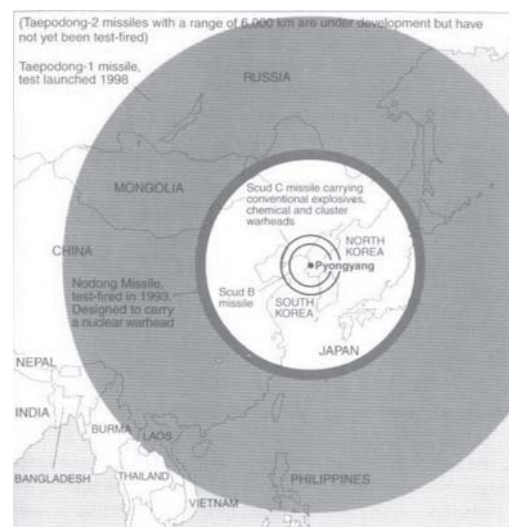 (Taepodong-2 missiles with a range of 6,000 km are under development but have
not yet been test-fired)
Taepodong-1 missile,
test launched 1998
RUSSIA
MONGOLIA
Scud C missile carrying
conventional explosives,
chemical and cluster
warheads
NORTH
KOREA
CHINA
Pyongyang
Nodong Missile,
test-fired in 1993.
Designed to carry
a nuclear warhead
Scud B
missile
SOUTH
KOREA
JAPAN
NEPAL
INDIA
BURMA
LAOS
BANGLADESH
THAILAND
PHILIPPINES
VIETNAM